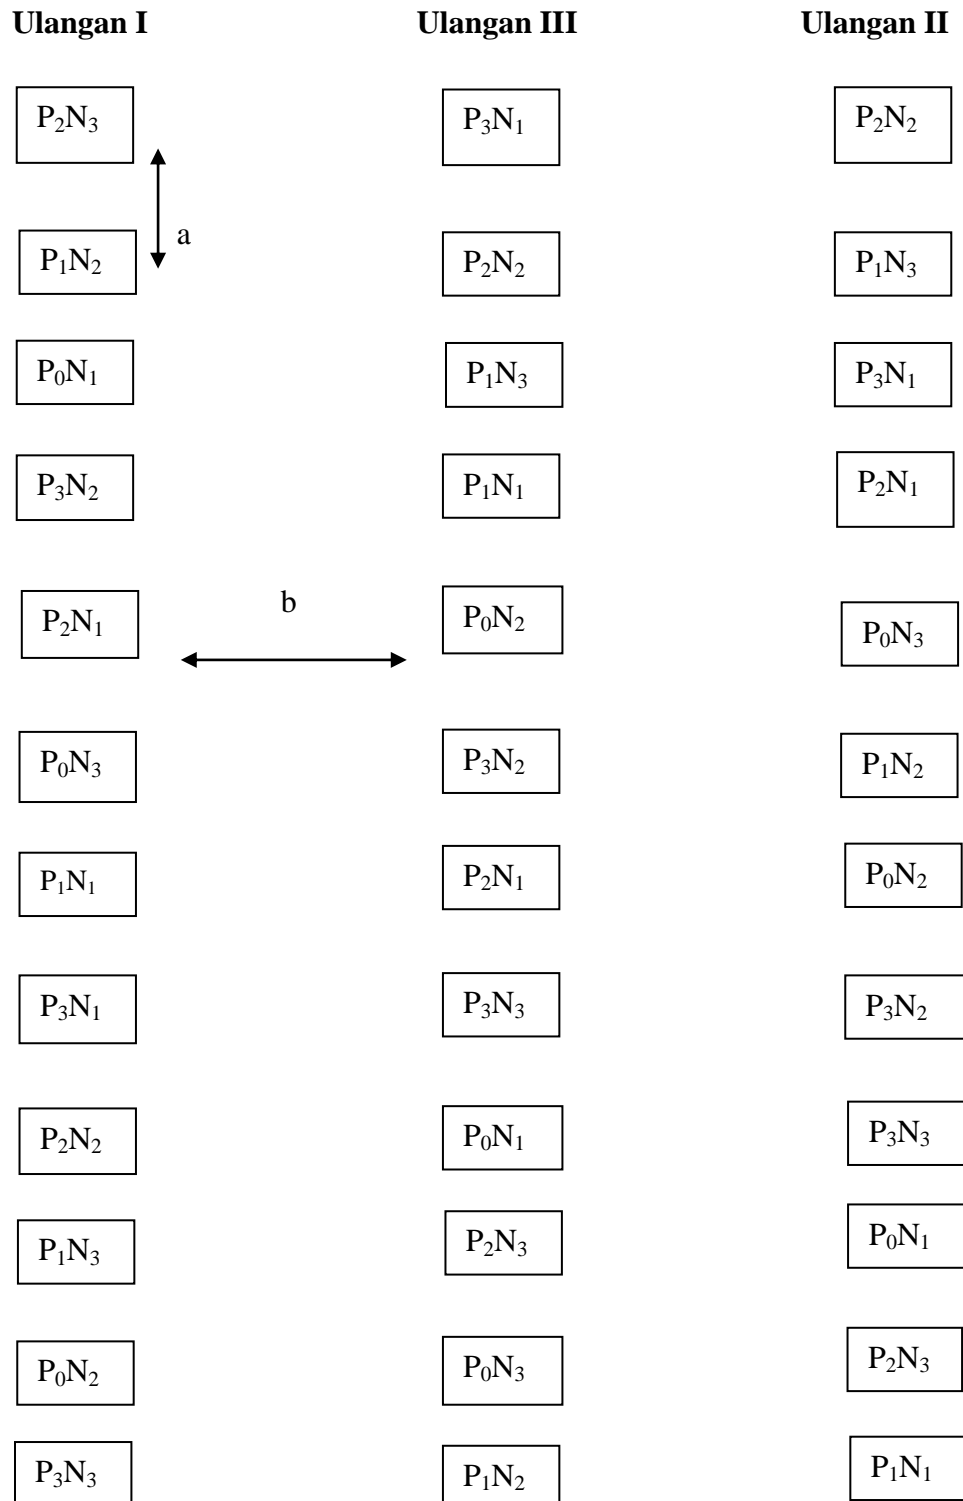 Ulangan I Ulangan III Ulangan II
P₂N₃ P₃N₁ P₂N₂
a
P₁N₂ P₂N₂ P₁N₃
P₀N₁ P₁N₃ P₃N₁
P₃N₂ P₁N₁ P₂N₁
b
P₂N₁ P₀N₂ P₀N₃
P₀N₃ P₃N₂ P₁N₂
P₁N₁ P₂N₁ P₀N₂
P₃N₁ P₃N₃ P₃N₂
P₂N₂ P₀N₁ P₃N₃
P₁N₃ P₂N₃ P₀N₁
P₀N₂ P₀N₃ P₂N₃
P₃N₃ P₁N₂ P₁N₁